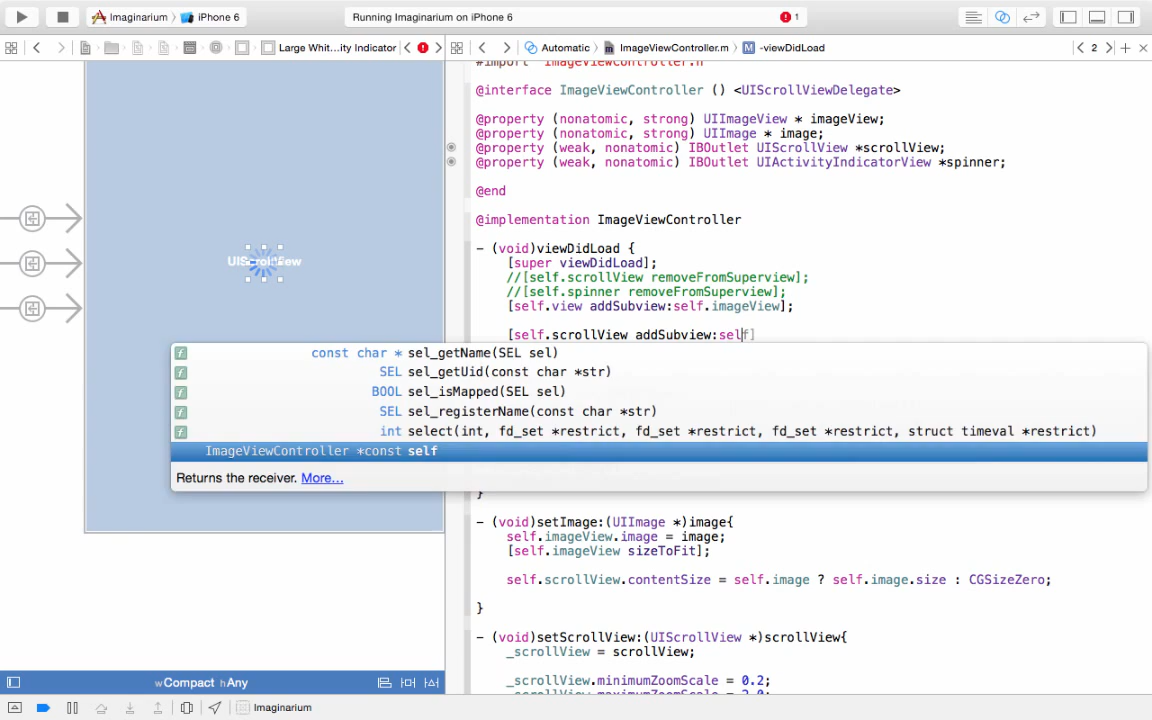 Imaginarium
iPhone 6
Running Imaginarium on iPhone 6
1
Large Whit...ity Indicator
Automatic
ImageViewController.m
M
-viewDidLoad
2
#import "ImageViewController.h"
@interface ImageViewController () <UIScrollViewDelegate>
@property (nonatomic, strong) UIImageView * imageView;
@property (nonatomic, strong) UIImage * image;
@property (weak, nonatomic) IBOutlet UIScrollView *scrollView;
@property (weak, nonatomic) IBOutlet UIActivityIndicatorView *spinner;
@end
@implementation ImageViewController
- (void)viewDidLoad {
[super viewDidLoad];
//[self.scrollView removeFromSuperview];
//[self.spinner removeFromSuperview];
[self.view addSubview:self.imageView];
[self.scrollView addSubview:self]
UIScrollView
f const char * sel_getName(SEL sel)
f SEL sel_getUid(const char *str)
f BOOL sel_isMapped(SEL sel)
f SEL sel_registerName(const char *str)
f int select(int, fd_set *restrict, fd_set *restrict, fd_set *restrict, struct timeval *restrict)
ImageViewController *const self
Returns the receiver. More...
}
- (void)setImage:(UIImage *)image{
self.imageView.image = image;
[self.imageView sizeToFit];
self.scrollView.contentSize = self.image ? self.image.size : CGSizeZero;
}
- (void)setScrollView:(UIScrollView *)scrollView{
_scrollView = scrollView;
_scrollView.minimumZoomScale = 0.2;
_scrollView.maximumZoomScale = 2.0;
wCompact hAny
Imaginarium